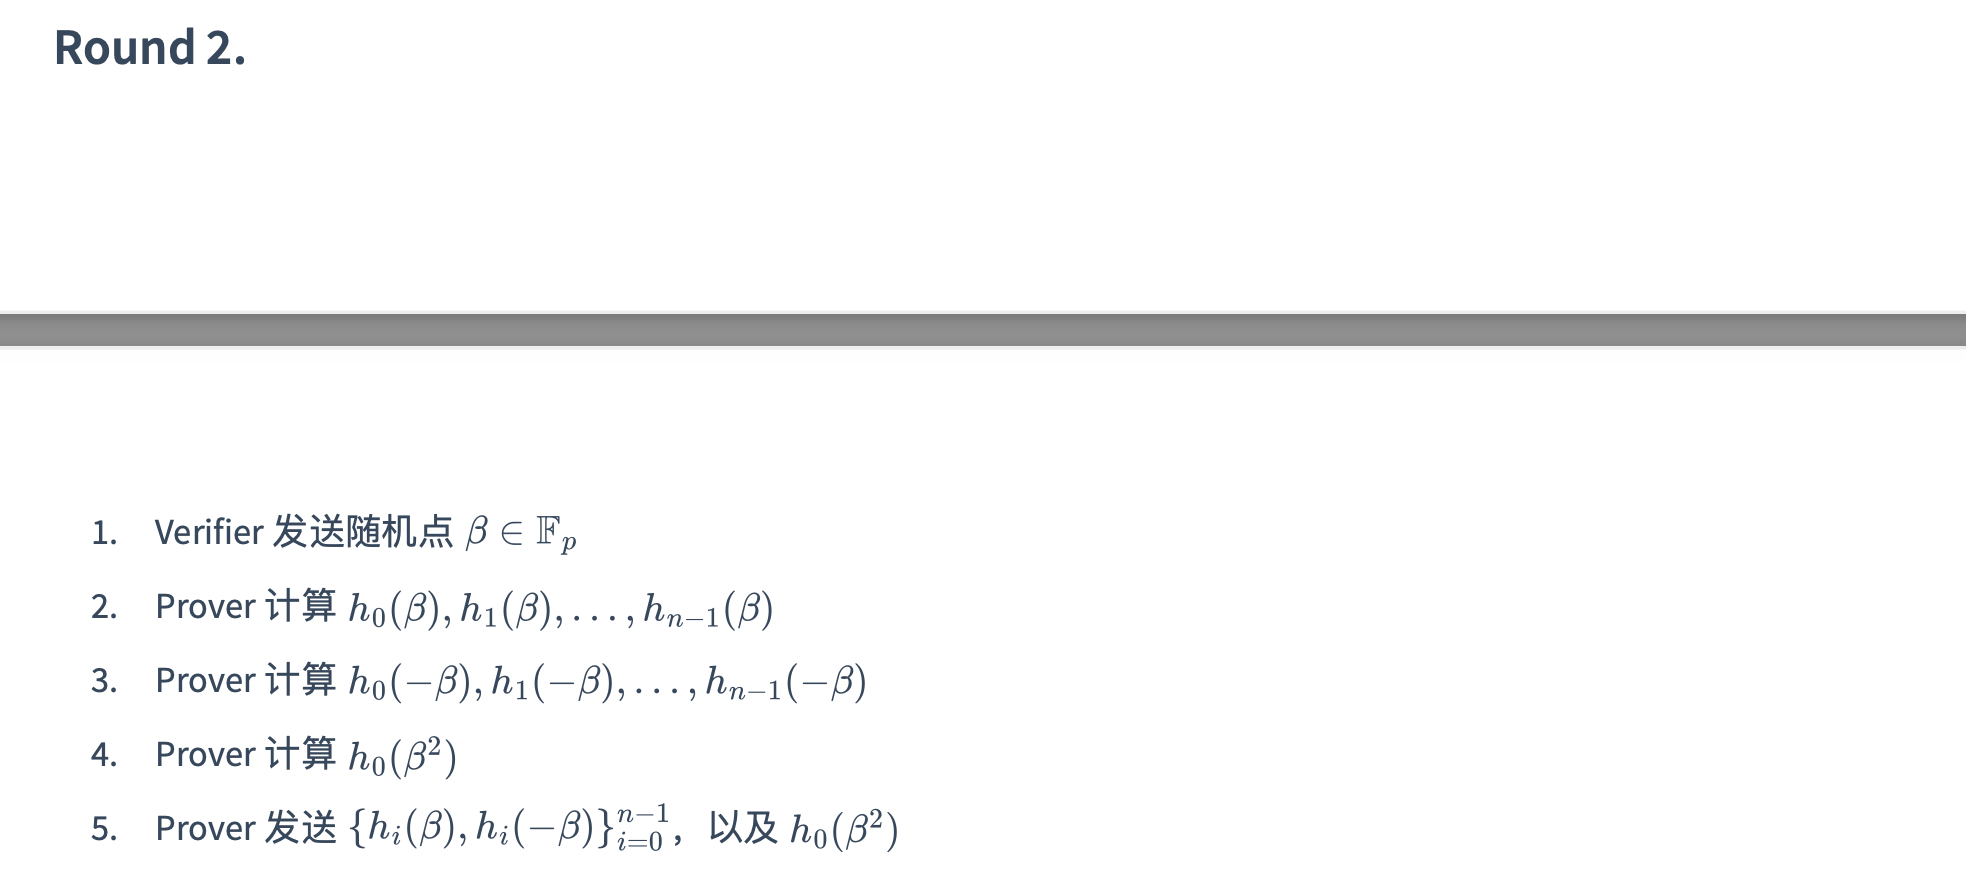 Round 2.
1. Verifier 发送随机点 $\beta \in \mathbb{F}_p$
2. Prover 计算 $h_0(\beta), h_1(\beta), \ldots, h_{n-1}(\beta)$
3. Prover 计算 $h_0(-\beta), h_1(-\beta), \ldots, h_{n-1}(-\beta)$
4. Prover 计算 $h_0(\beta^2)$
5. Prover 发送 $\{h_i(\beta), h_i(-\beta)\}_{i=0}^{n-1}$，以及 $h_0(\beta^2)$